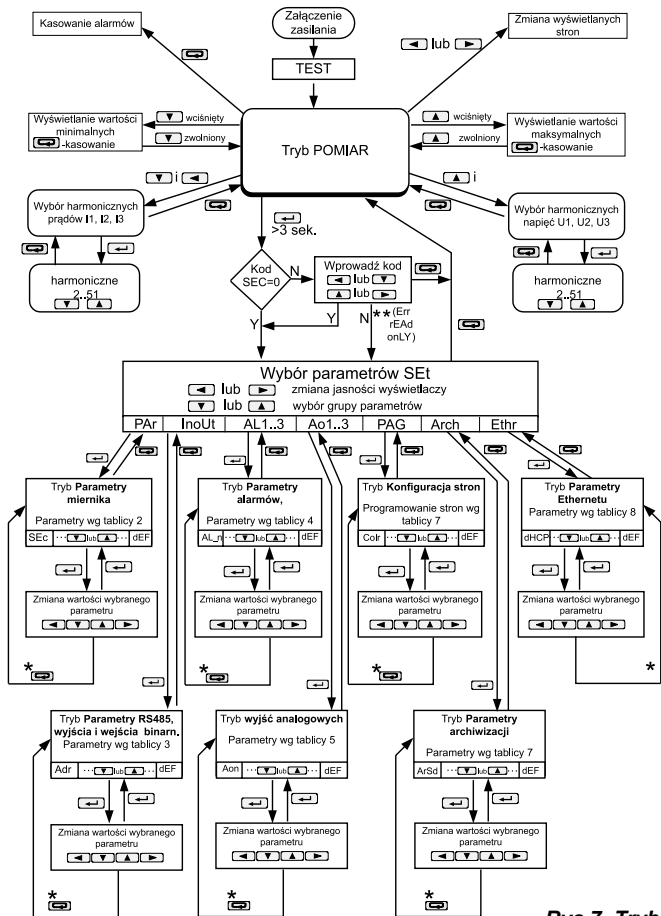 Załączenie
zasilania
Kasowanie alarmów
Zmiana wyświetlanych
stron
lub
TEST
Wyświetlanie wartości
minimalnych
-kasowanie
wciśnięty
zwolniony
Tryb POMIAR
wciśnięty
zwolniony
Wyświetlanie wartości
maksymalnych
-kasowanie
i
i
Wybór harmonicznych
prądów I1, I2, I3
Wybór harmonicznych
napięć U1, U2, U3
>3 sek.
harmoniczne
2..51
Kod
SEC=0
N
Wprowadź kod
lub
lub
harmoniczne
2..51
Y
Y
N
**(Err
rEAd
onLY)
Wybór parametrów SEt
lub zmiana jasności wyświetlaczy
lub wybór grupy parametrów
PAr InoUt AL1..3 Ao1..3 PAG Arch Ethr
Tryb Parametry
miernika
Parametry wg tablicy 2
SEc ... lub ... dEF
Zmiana wartości wybranego
parametru
*
Tryb Parametry
alarmów,
Parametry wg tablicy 4
AL_n ... lub ... dEF
Zmiana wartości wybranego
parametru
*
Tryb Konfiguracja stron
Programowanie stron wg
tablicy 7
Colr ... lub ... dEF
Zmiana wartości wybranego
parametru
*
Tryb Parametry
Ethernetu
Parametry wg tablicy 8
dHCP ... lub ... dEF
Zmiana wartości wybranego
parametru
*
Tryb Parametry RS485,
wyjścia i wejścia binarn.
Parametry wg tablicy 3
Adr ... lub ... dEF
Zmiana wartości wybranego
parametru
*
Tryb wyjść analogowych
Parametry wg tablicy 5
Aon ... lub ... dEF
Zmiana wartości wybranego
parametru
*
Tryb Parametry
archiwizacji
Parametry wg tablicy 7
ArSd ... lub ... dEF
Zmiana wartości wybranego
parametru
*